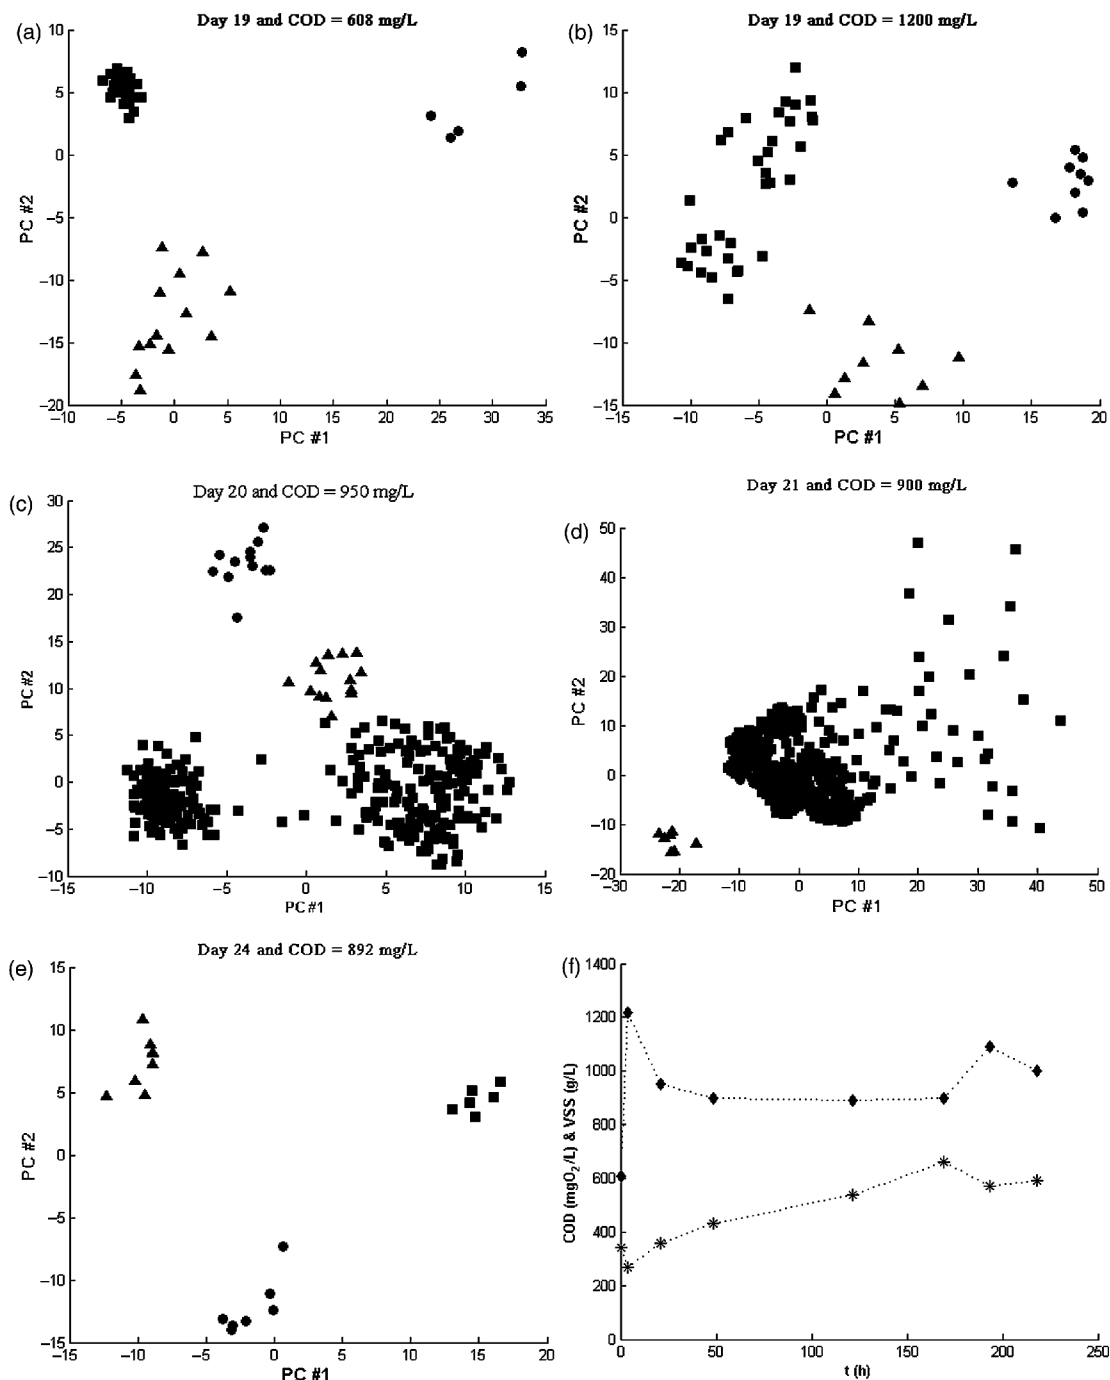 (a)
Day 19 and COD = 608 mg/L
10
5
0
−5
−10
−15
−20
PC #2
−10 −5 0 5 10 15 20 25 30 35
PC #1
(b)
Day 19 and COD = 1200 mg/L
15
10
5
0
−5
−10
−15
PC #2
−15 −10 −5 0 5 10 15 20
PC #1
(c)
Day 20 and COD = 950 mg/L
30
25
20
15
10
5
0
−5
−10
PC #2
−15 −10 −5 0 5 10 15
PC #1
(d)
Day 21 and COD = 900 mg/L
50
40
30
20
10
0
−10
−20
PC #2
−30 −20 −10 0 10 20 30 40 50
PC #1
(e)
Day 24 and COD = 892 mg/L
15
10
5
0
−5
−10
−15
PC #2
−15 −10 −5 0 5 10 15 20
PC #1
(f)
1400
1200
1000
800
600
400
200
0
COD (mgO2/L) & VSS (g/L)
0 50 100 150 200 250
t (h)